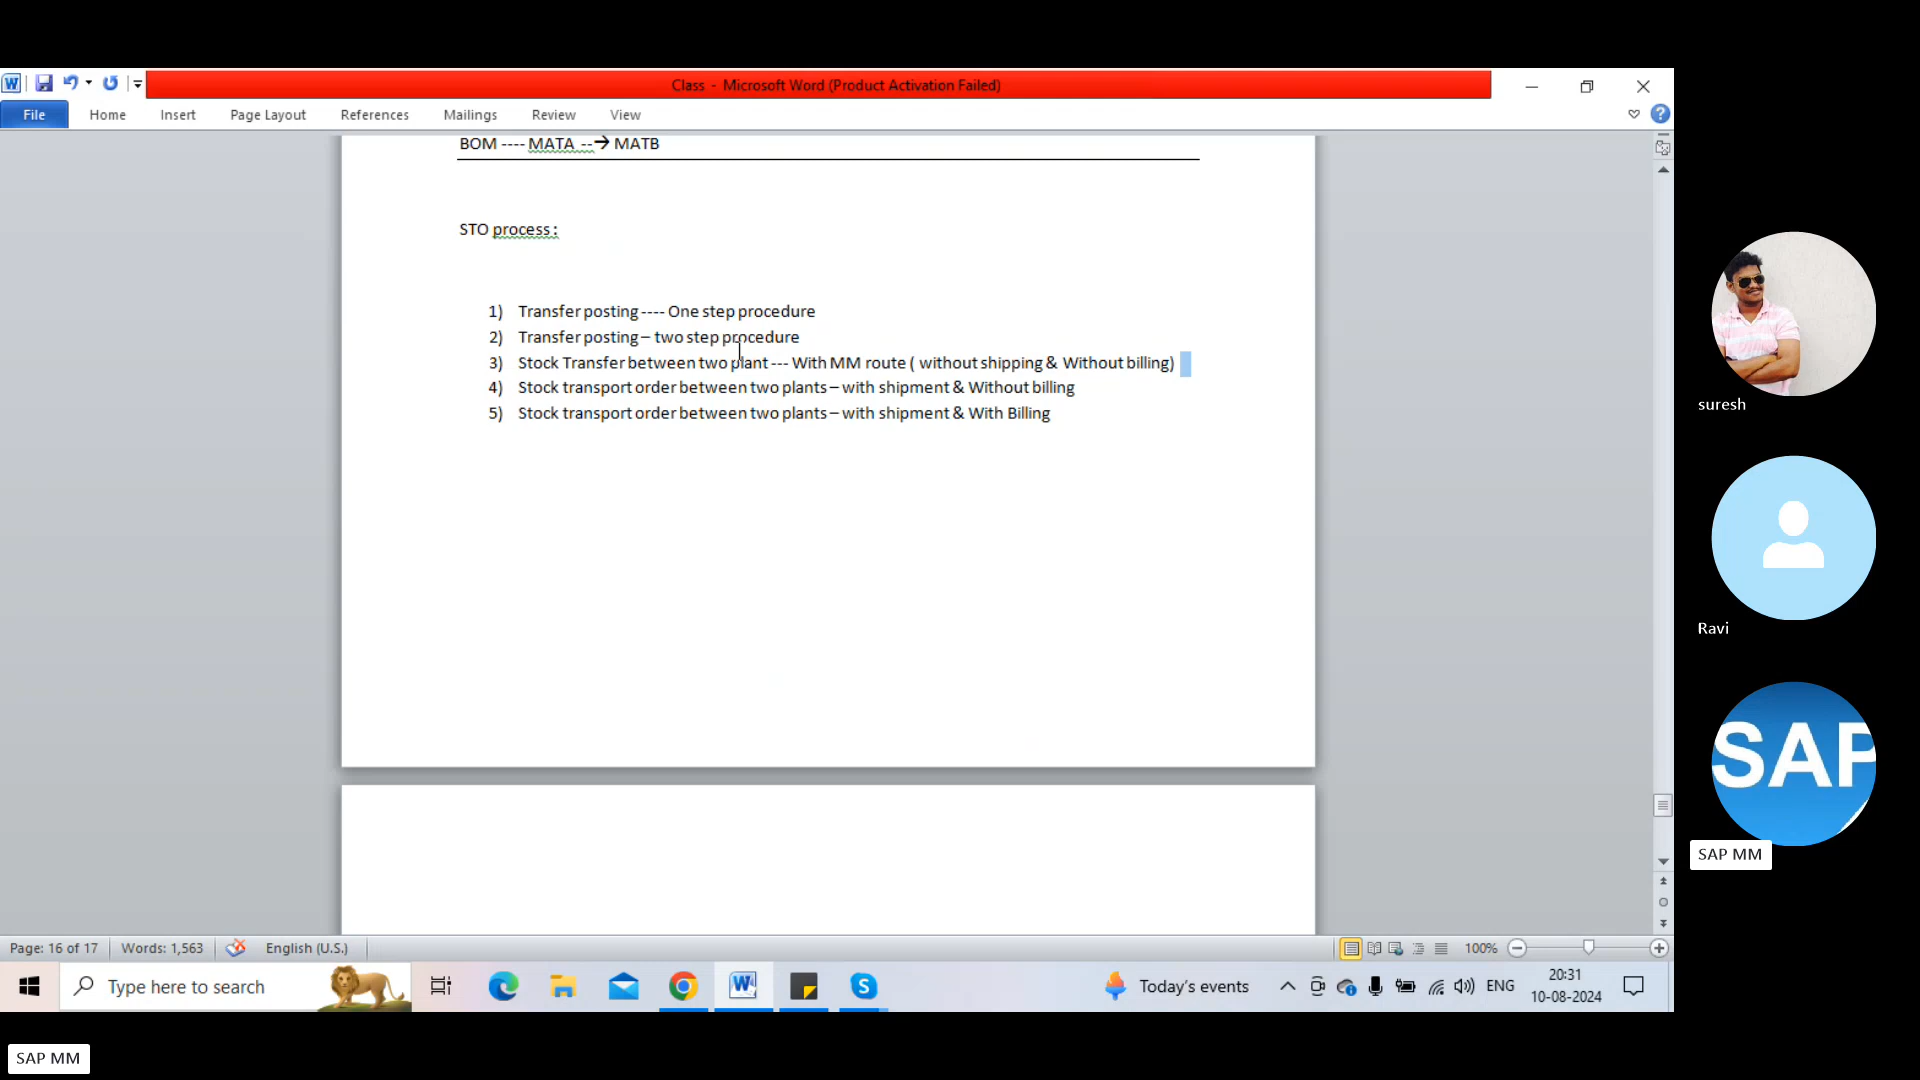 Class - Microsoft Word (Product Activation Failed)
File Home Insert Page Layout References Mailings Review View
BOM ---- MATA --→ MATB
STO process:
1) Transfer posting ---- One step procedure
2) Transfer posting – two step procedure
3) Stock Transfer between two plant --- With MM route ( without shipping & Without billing)
4) Stock transport order between two plants – with shipment & Without billing
5) Stock transport order between two plants – with shipment & With Billing
suresh
Ravi
SAP
SAP MM
Page: 16 of 17 Words: 1,563 English (U.S.) 100%
Type here to search Today's events ENG 20:31
10-08-2024
SAP MM